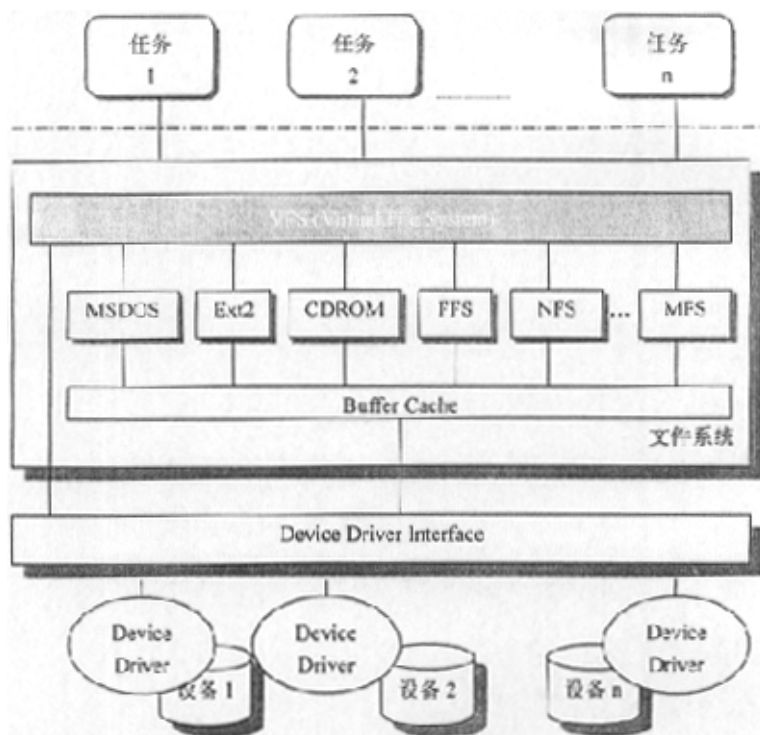 任务
1
任务
2
任务
n
VFS (Virtual File System)
MSDOS
Ext2
CDROM
FFS
NFS
...
MFS
Buffer Cache
文件系统
Device Driver Interface
Device
Driver
设备 1
Device
Driver
设备 2
设备 n
Device
Driver